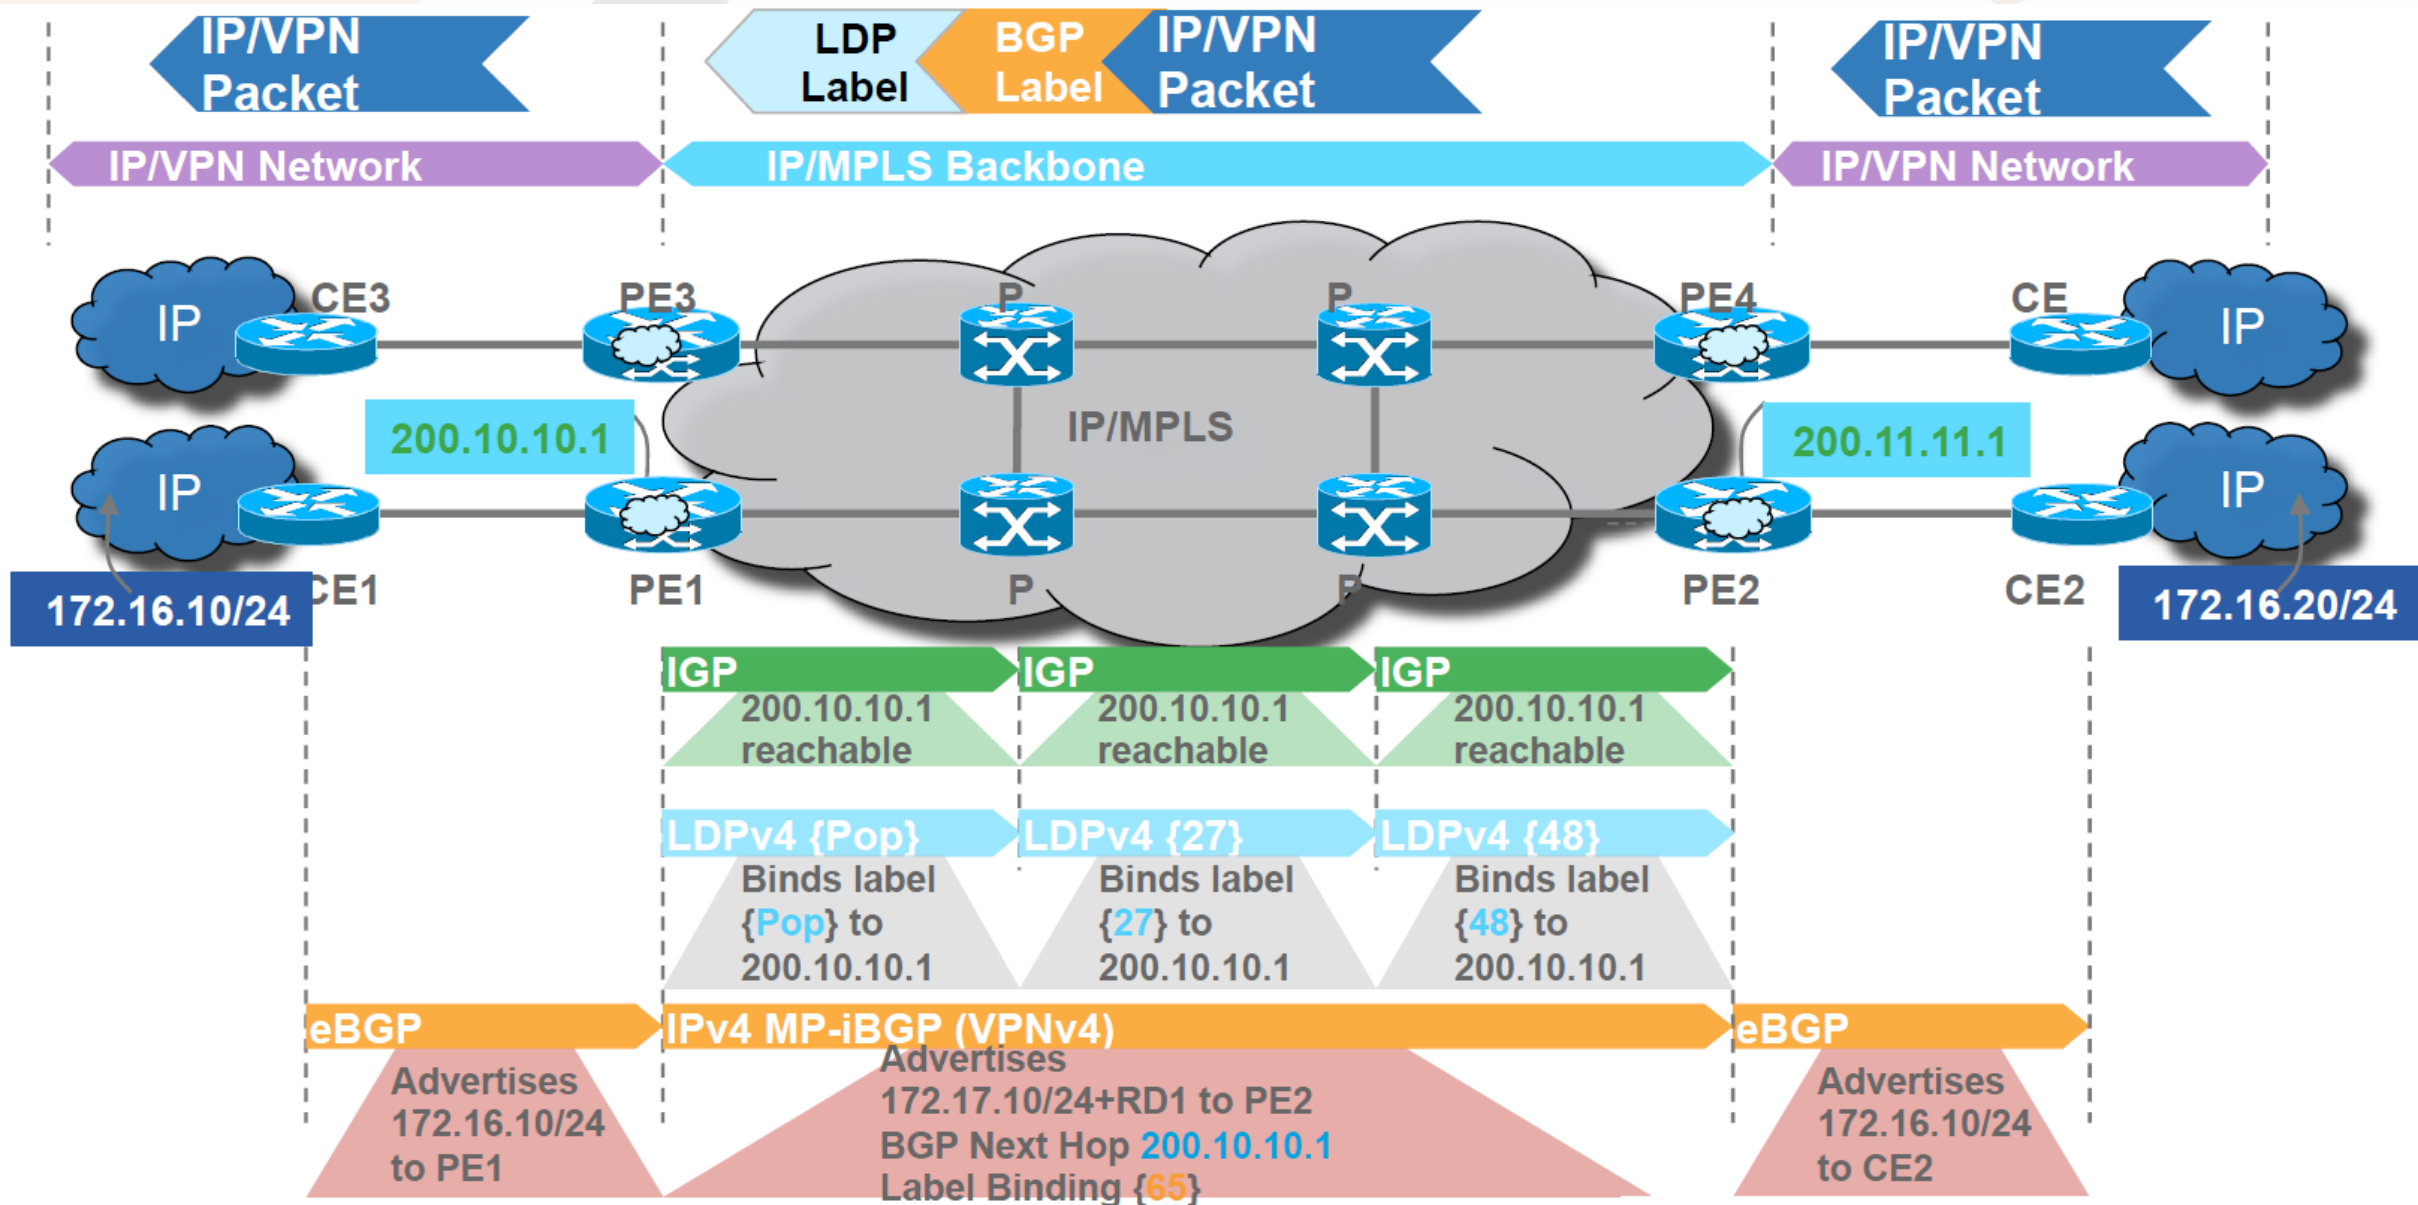 IP/VPN
Packet
LDP
Label
BGP
Label
IP/VPN
Packet
IP/VPN
Packet
IP/VPN Network
IP/MPLS Backbone
IP/VPN Network
IP
CE3
PE3
P
P
PE4
CE
IP
200.10.10.1
IP/MPLS
200.11.11.1
IP
IP
172.16.10/24
CE1
PE1
P
P
PE2
CE2
172.16.20/24
IGP
IGP
IGP
200.10.10.1
reachable
200.10.10.1
reachable
200.10.10.1
reachable
LDPv4 {Pop}
LDPv4 {27}
LDPv4 {48}
Binds label
{Pop} to
200.10.10.1
Binds label
{27} to
200.10.10.1
Binds label
{48} to
200.10.10.1
eBGP
IPv4 MP-iBGP (VPNv4)
eBGP
Advertises
172.16.10/24
to PE1
Advertises
172.17.10/24+RD1 to PE2
BGP Next Hop 200.10.10.1
Label Binding {65}
Advertises
172.16.10/24
to CE2